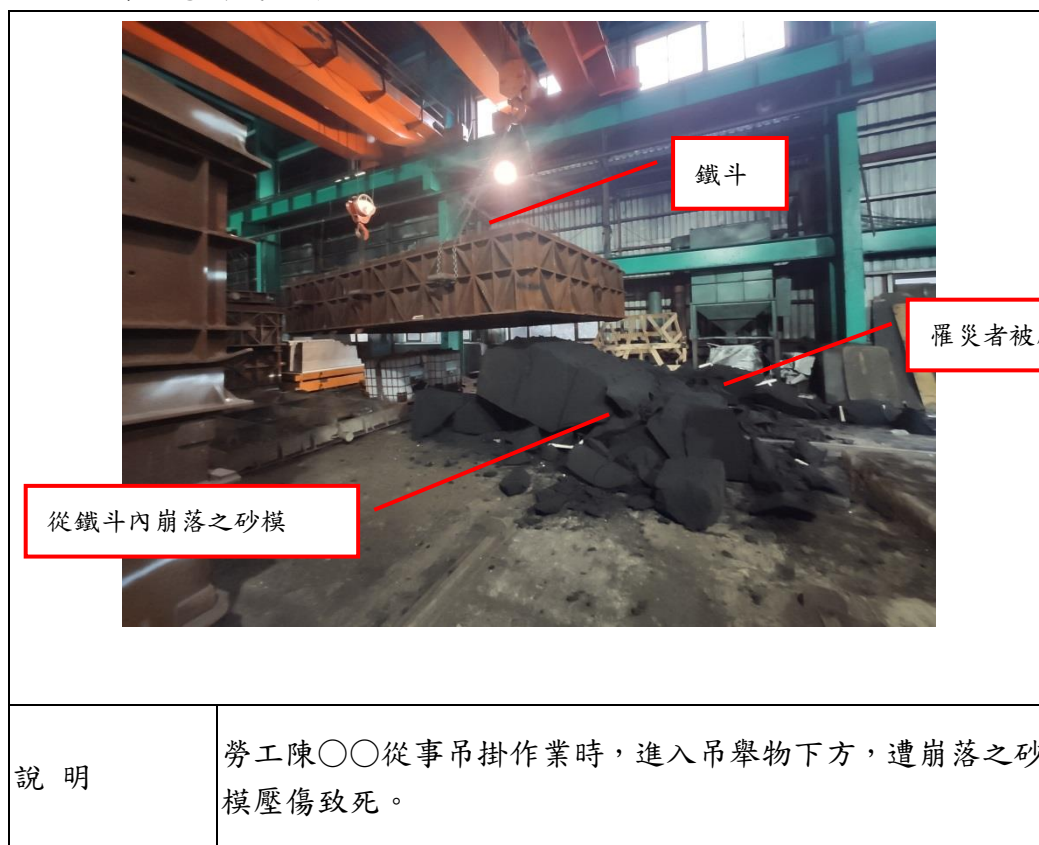 鐵斗
罹災者被
從鐵斗內崩落之砂模
說 明
勞工陳○○從事吊掛作業時，進入吊舉物下方，遭崩落之砂
模壓傷致死。